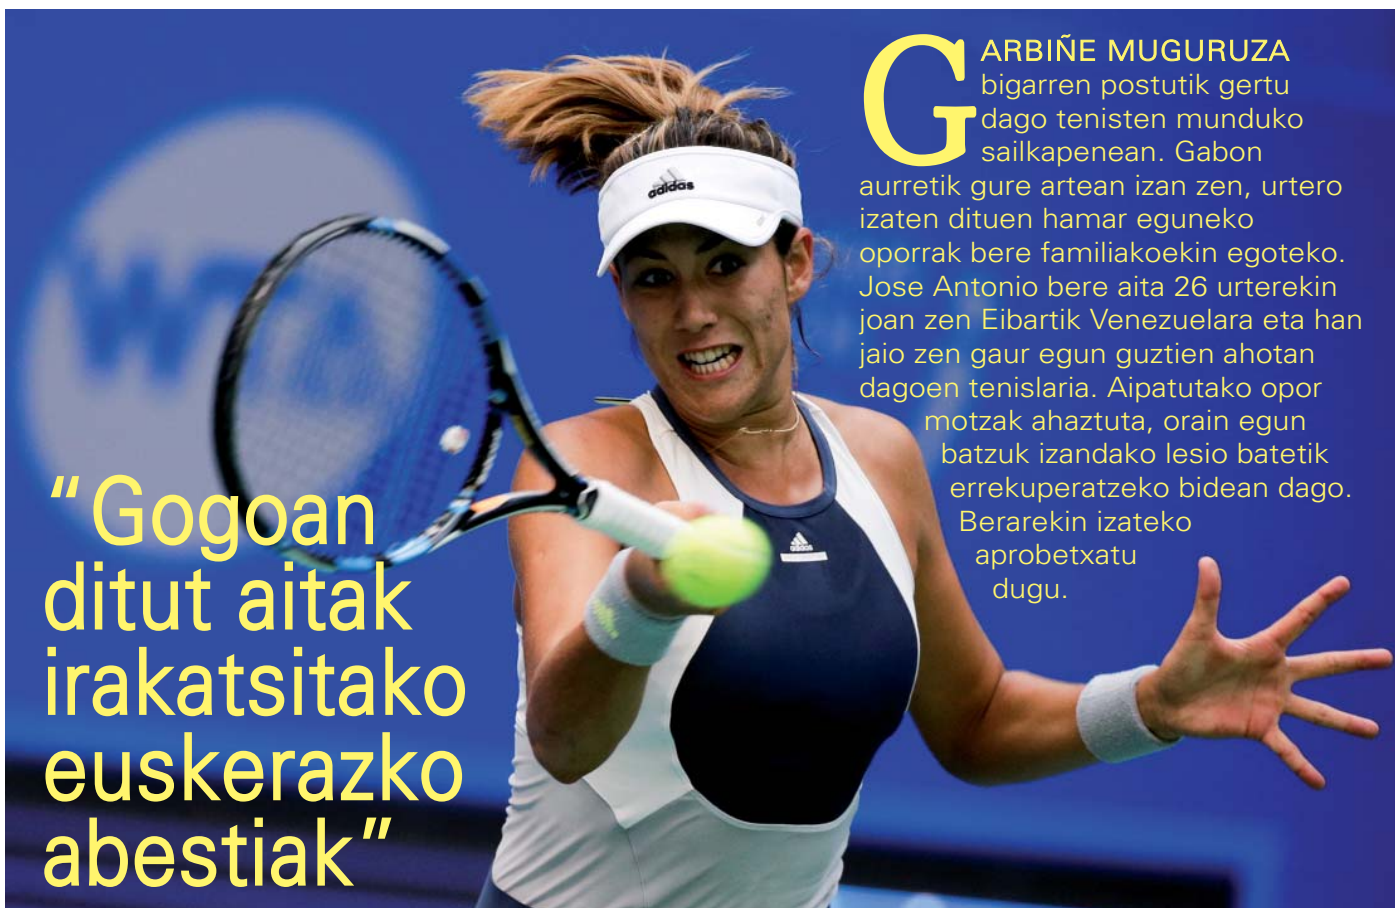 GARBIÑE MUGURUZA
bigarren postutik gertu
dago tenisten munduko
sailkapenean. Gabon
aurretik gure artean izan zen, urtero
izaten dituen hamar eguneko
oporrak bere familiakoekin egoteko.
Jose Antonio bere aita 26 urterekin
joan zen Eibartik Venezuelara eta han
jaio zen gaur egun guztien ahotan
dagoen tenislaria. Aipatutako opor
motzak ahaztuta, orain egun
batzuk izandako lesio batetik
errekuperatzeko bidean dago.
Berarekin izateko
aprobetxatu
dugu.
“Gogoan
ditut aitak
irakatsitako
euskerazko
abestiak”
adidas
adidas
WTA